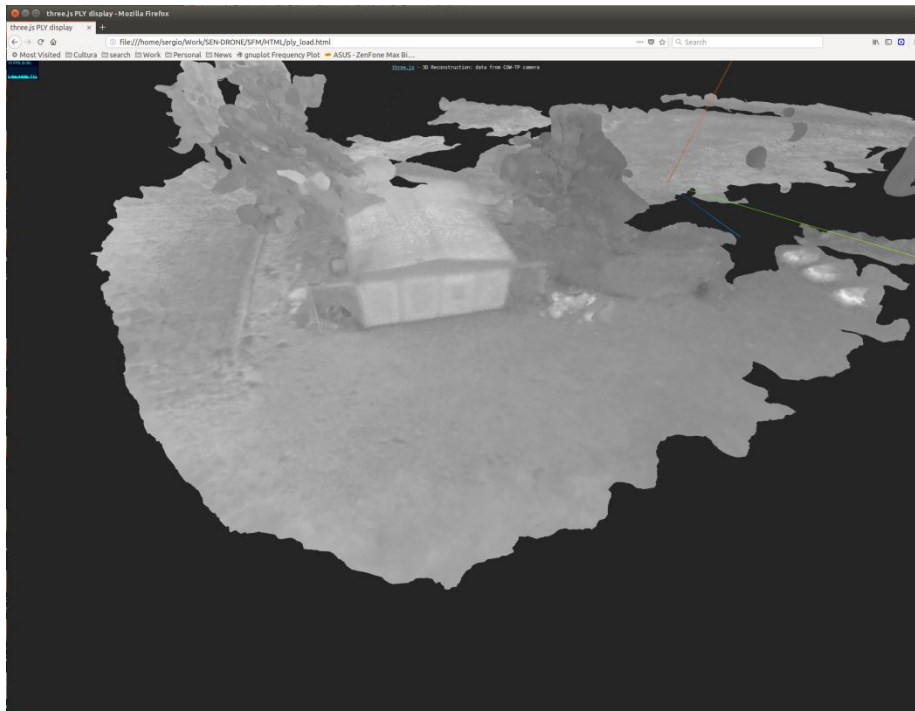 three.js PLY display - Mozilla Firefox
three.js PLY display × +
file:///home/sergio/Work/SEN-DRONE/SFM/HTML/ply_load.html
Search
Most Visited Cultura search Work Personal News gnuplot Frequency Plot ASUS - ZenFone Max Bi...
three.js - 3D Reconstruction: data from COW-TP camera